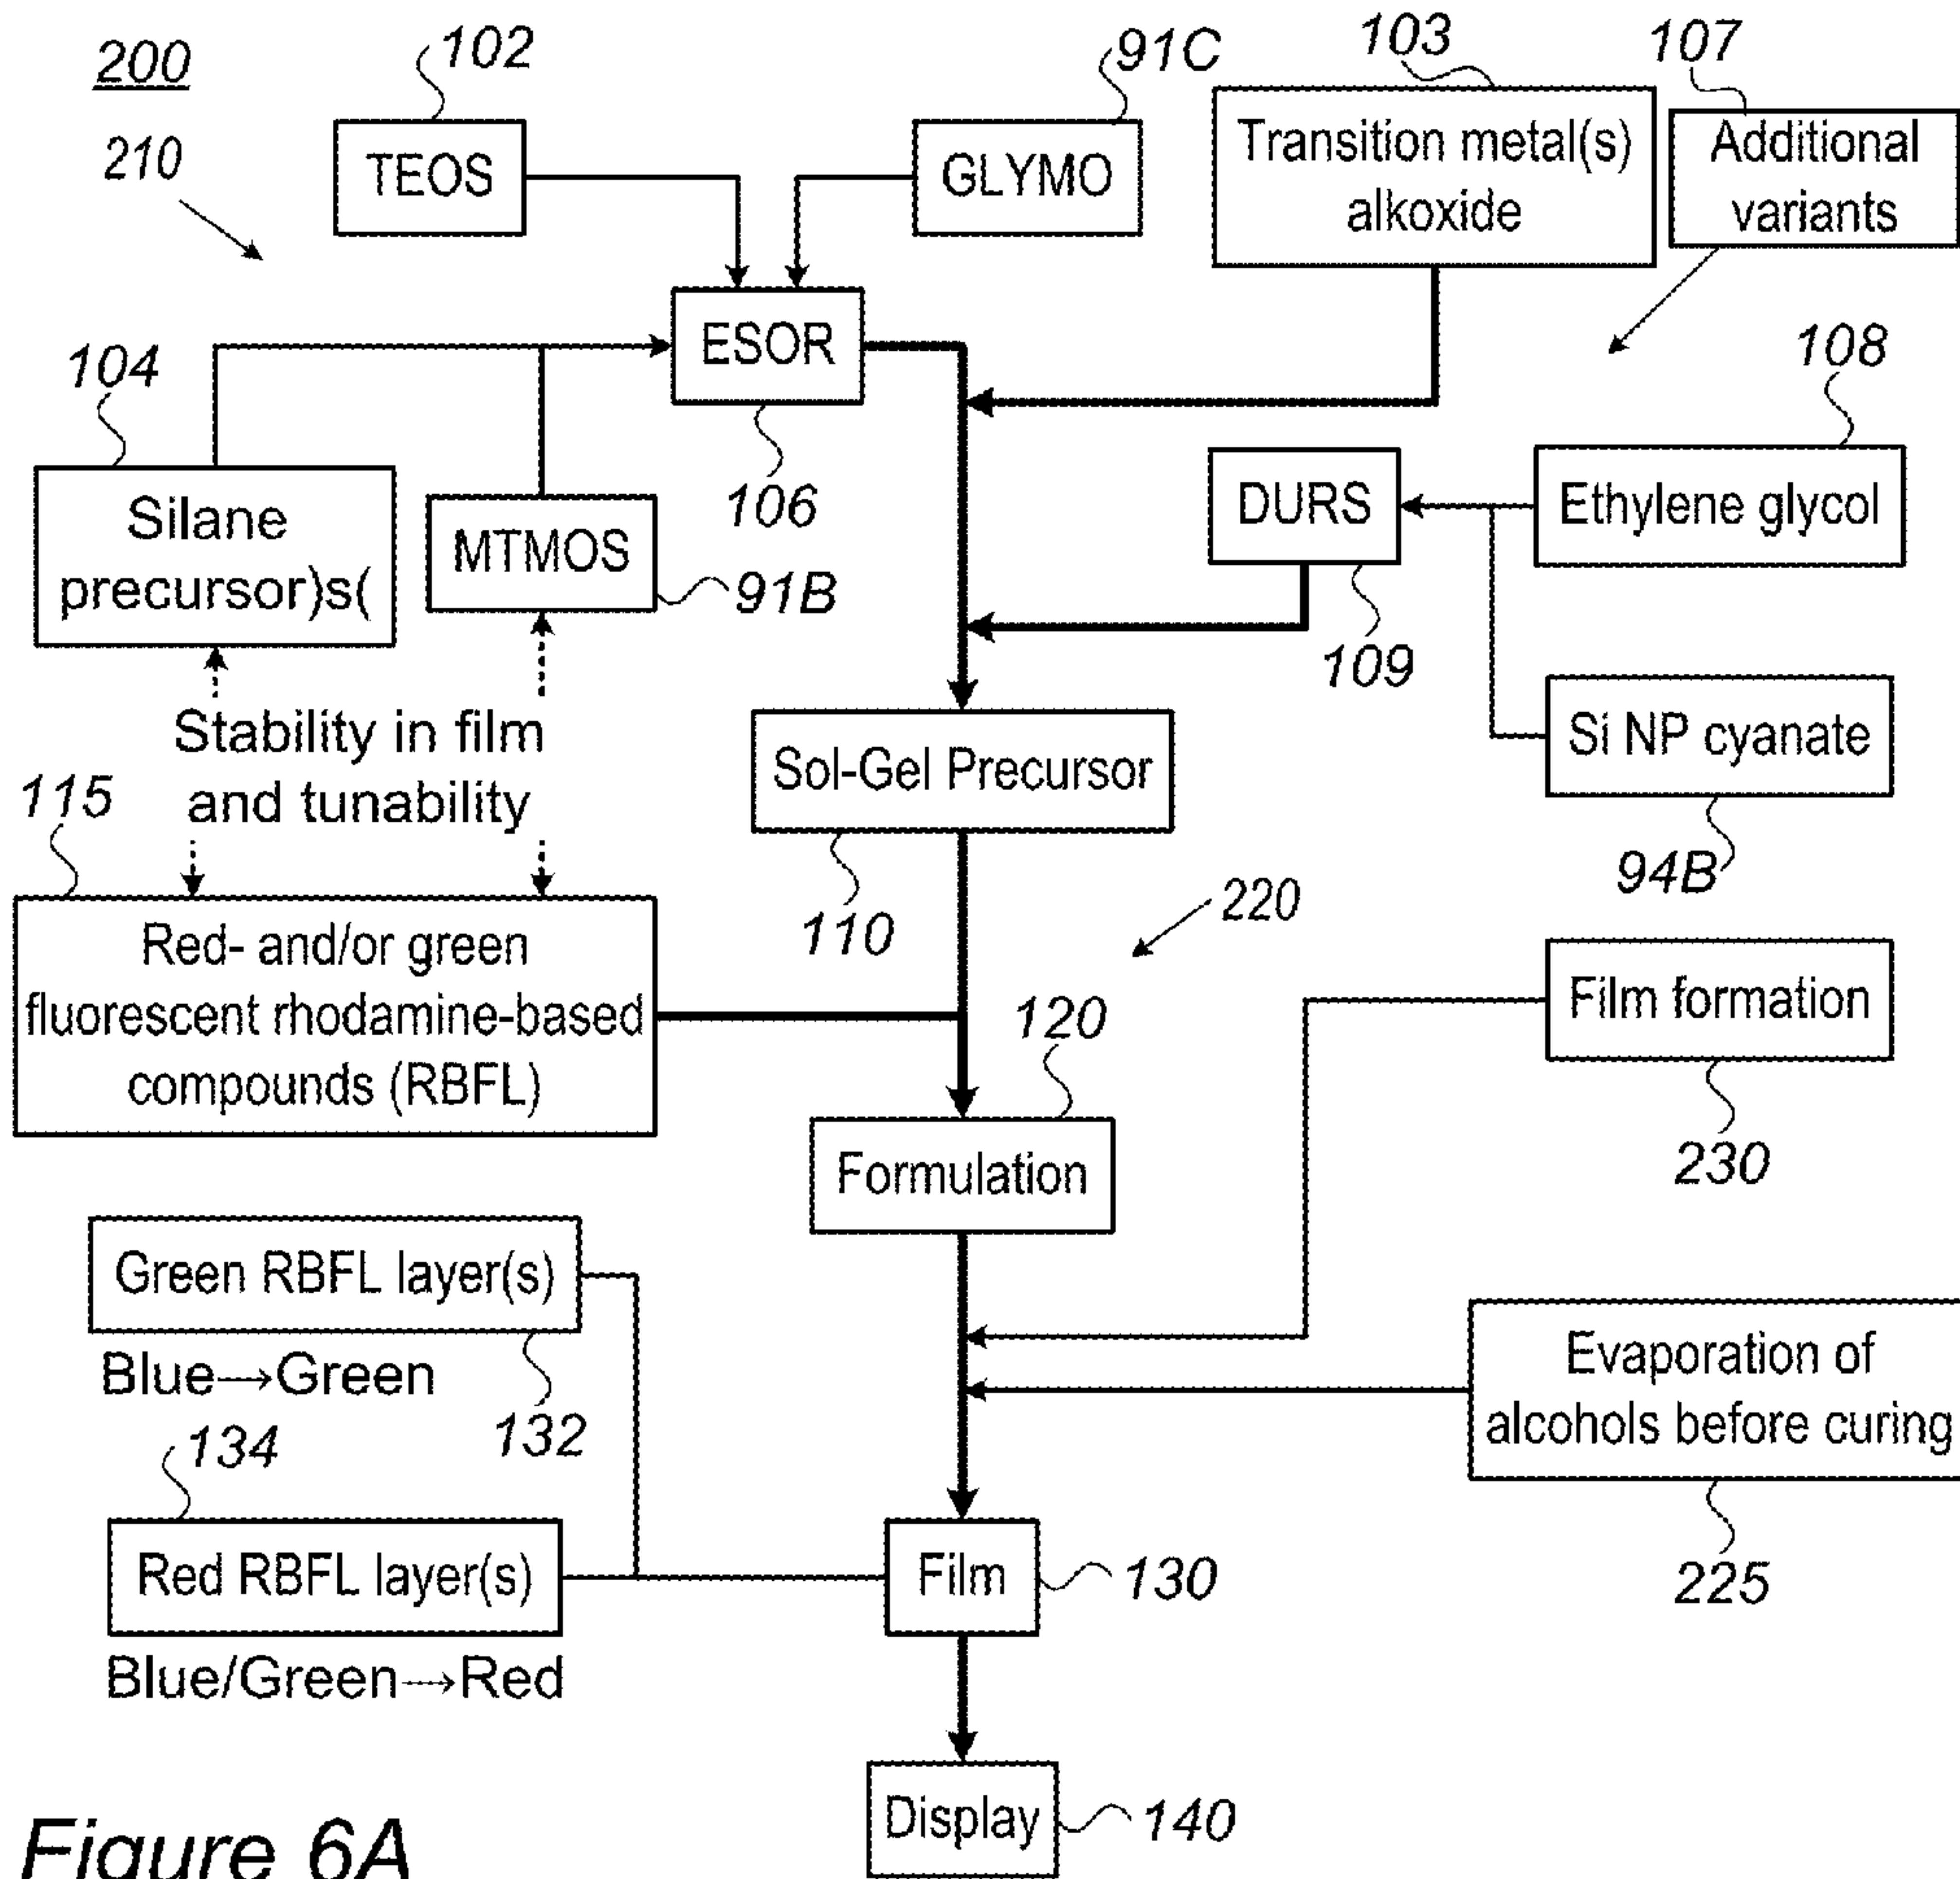 200
102
91C
103
107
210
TEOS
GLYMO
Transition metal(s)
alkoxide
Additional
variants
ESOR
104
108
106
Silane
precursor)s(
MTMOS
91B
DURS
Ethylene glycol
109
Stability in film
and tunability
Sol-Gel Precursor
Si NP cyanate
94B
115
110
220
Red- and/or green
fluorescent rhodamine-based
compounds (RBFL)
120
Film formation
230
Formulation
Green RBFL layer(s)
Blue→Green
132
Evaporation of
alcohols before curing
225
134
Red RBFL layer(s)
Film
130
Blue/Green→Red
Display
140
Figure 6A